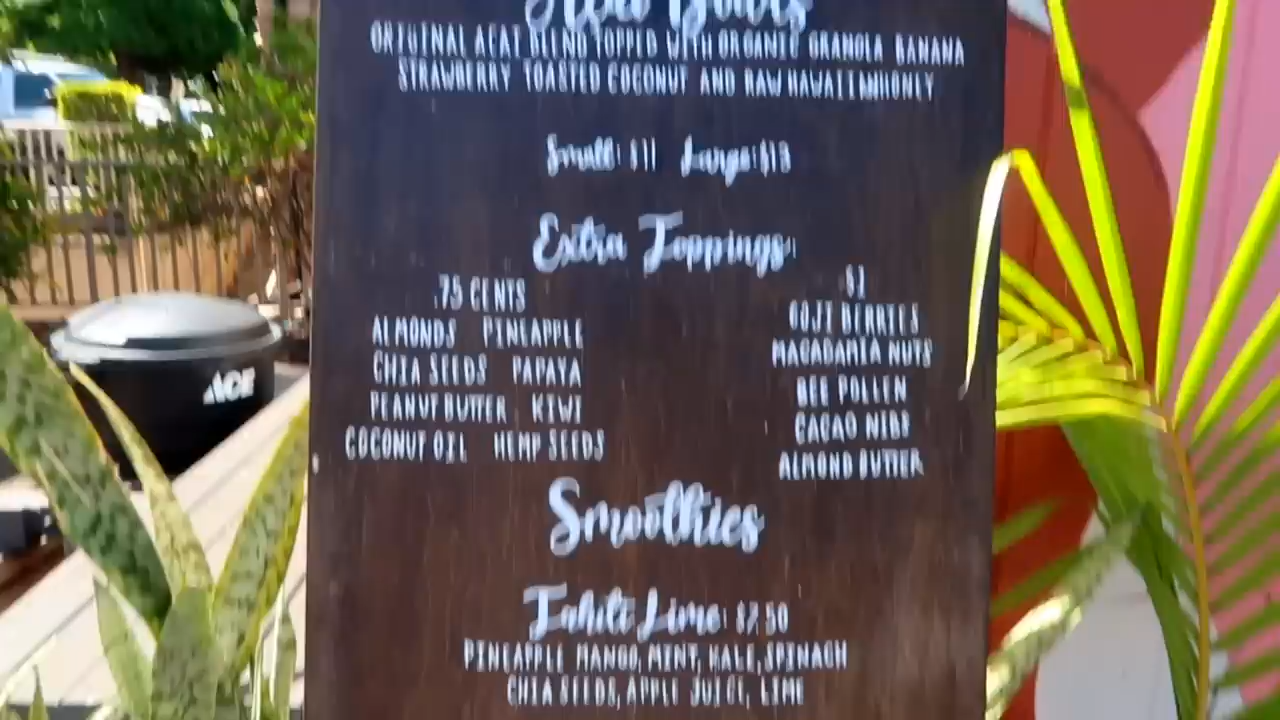 Acai Bowls
ORIGINAL ACAI BLEND TOPPED WITH ORGANIC GRANOLA BANANA
STRAWBERRY TOASTED COCONUT AND RAW HAWAIIAN HONEY
Small: $11 Large: $13
Extra Toppings:
.75 CENTS
ALMONDS PINEAPPLE
CHIA SEEDS PAPAYA
PEANUT BUTTER KIWI
COCONUT OIL HEMP SEEDS
$1
GOJI BERRIES
MACADAMIA NUTS
BEE POLLEN
CACAO NIBS
ALMOND BUTTER
Smoothies
Tahiti Lime: $7.50
PINEAPPLE MANGO, MINT, KALE, SPINACH
CHIA SEEDS, APPLE JUICE, LIME
ACE